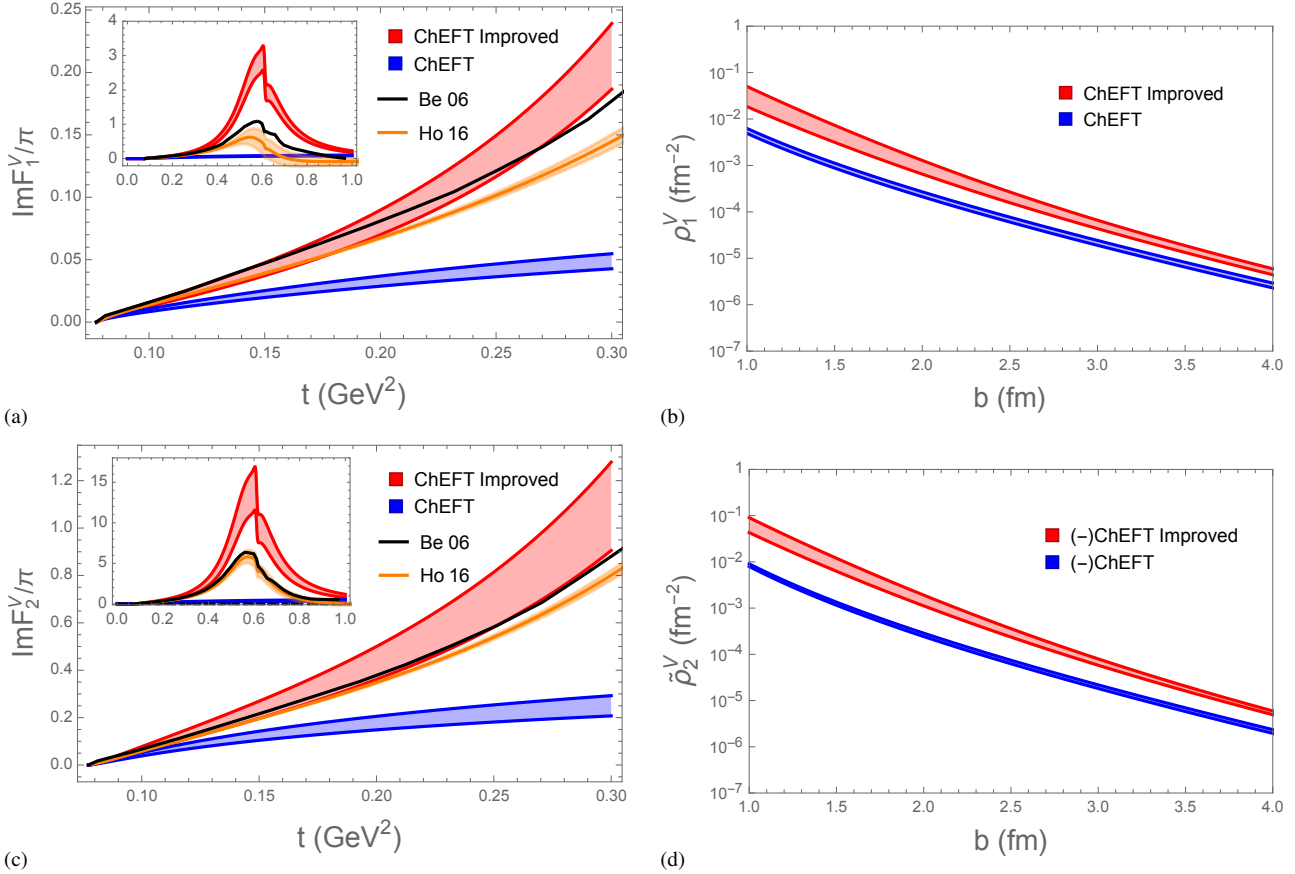 0.25
0.20
0.15
0.10
0.05
0.00
ImF₁ⱽ/π
4
3
2
1
0
0.0 0.2 0.4 0.6 0.8 1.0
ChEFT Improved
ChEFT
Be 06
Ho 16
0.10 0.15 0.20 0.25 0.30
t (GeV²)
(a)
1
10⁻¹
10⁻²
10⁻³
10⁻⁴
10⁻⁵
10⁻⁶
10⁻⁷
ρ₁ⱽ (fm⁻²)
ChEFT Improved
ChEFT
1.0 1.5 2.0 2.5 3.0 3.5 4.0
b (fm)
(b)
1.2
1.0
0.8
0.6
0.4
0.2
0.0
ImF₂ⱽ/π
15
10
5
0
0.0 0.2 0.4 0.6 0.8 1.0
ChEFT Improved
ChEFT
Be 06
Ho 16
0.10 0.15 0.20 0.25 0.30
t (GeV²)
(c)
1
10⁻¹
10⁻²
10⁻³
10⁻⁴
10⁻⁵
10⁻⁶
10⁻⁷
ρ̃₂ⱽ (fm⁻²)
(−)ChEFT Improved
(−)ChEFT
1.0 1.5 2.0 2.5 3.0 3.5 4.0
b (fm)
(d)